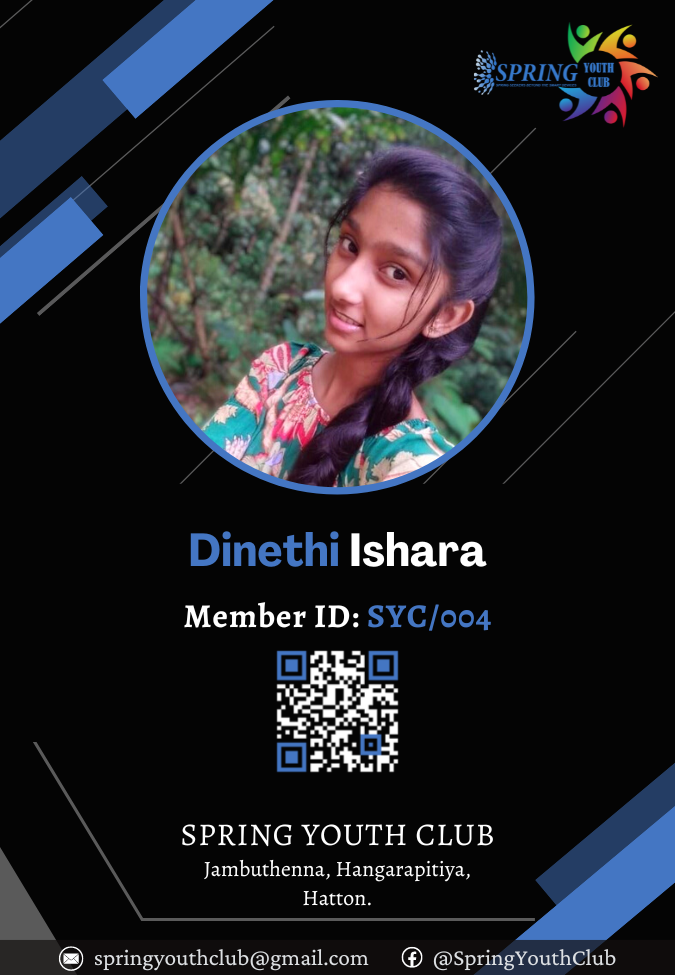 SPRING YOUTH
CLUB
Dinethi Ishara
Member ID: SYC/004
SPRING YOUTH CLUB
Jambuthenna, Hangarapitiya,
Hatton.
springyouthclub@gmail.com @SpringYouthClub